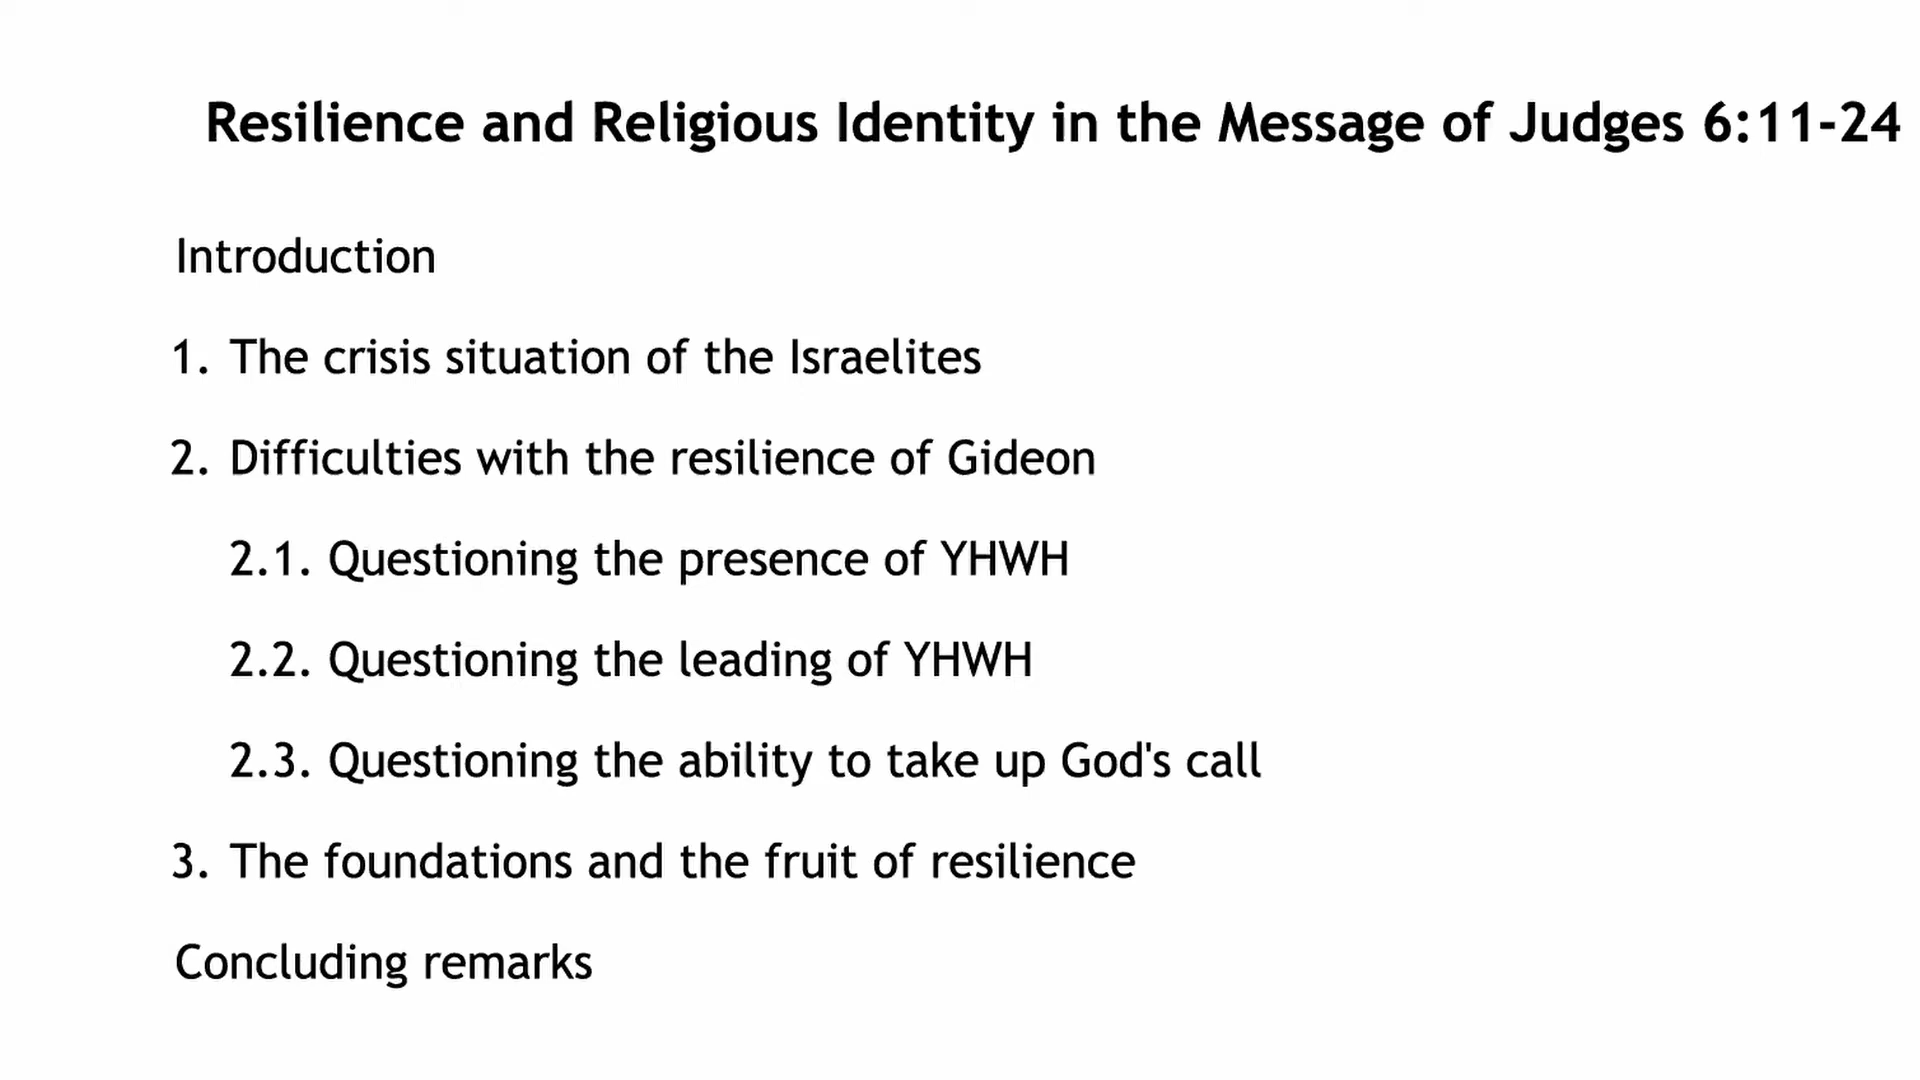 Resilience and Religious Identity in the Message of Judges 6:11-24
Introduction
1. The crisis situation of the Israelites
2. Difficulties with the resilience of Gideon
2.1. Questioning the presence of YHWH
2.2. Questioning the leading of YHWH
2.3. Questioning the ability to take up God's call
3. The foundations and the fruit of resilience
Concluding remarks